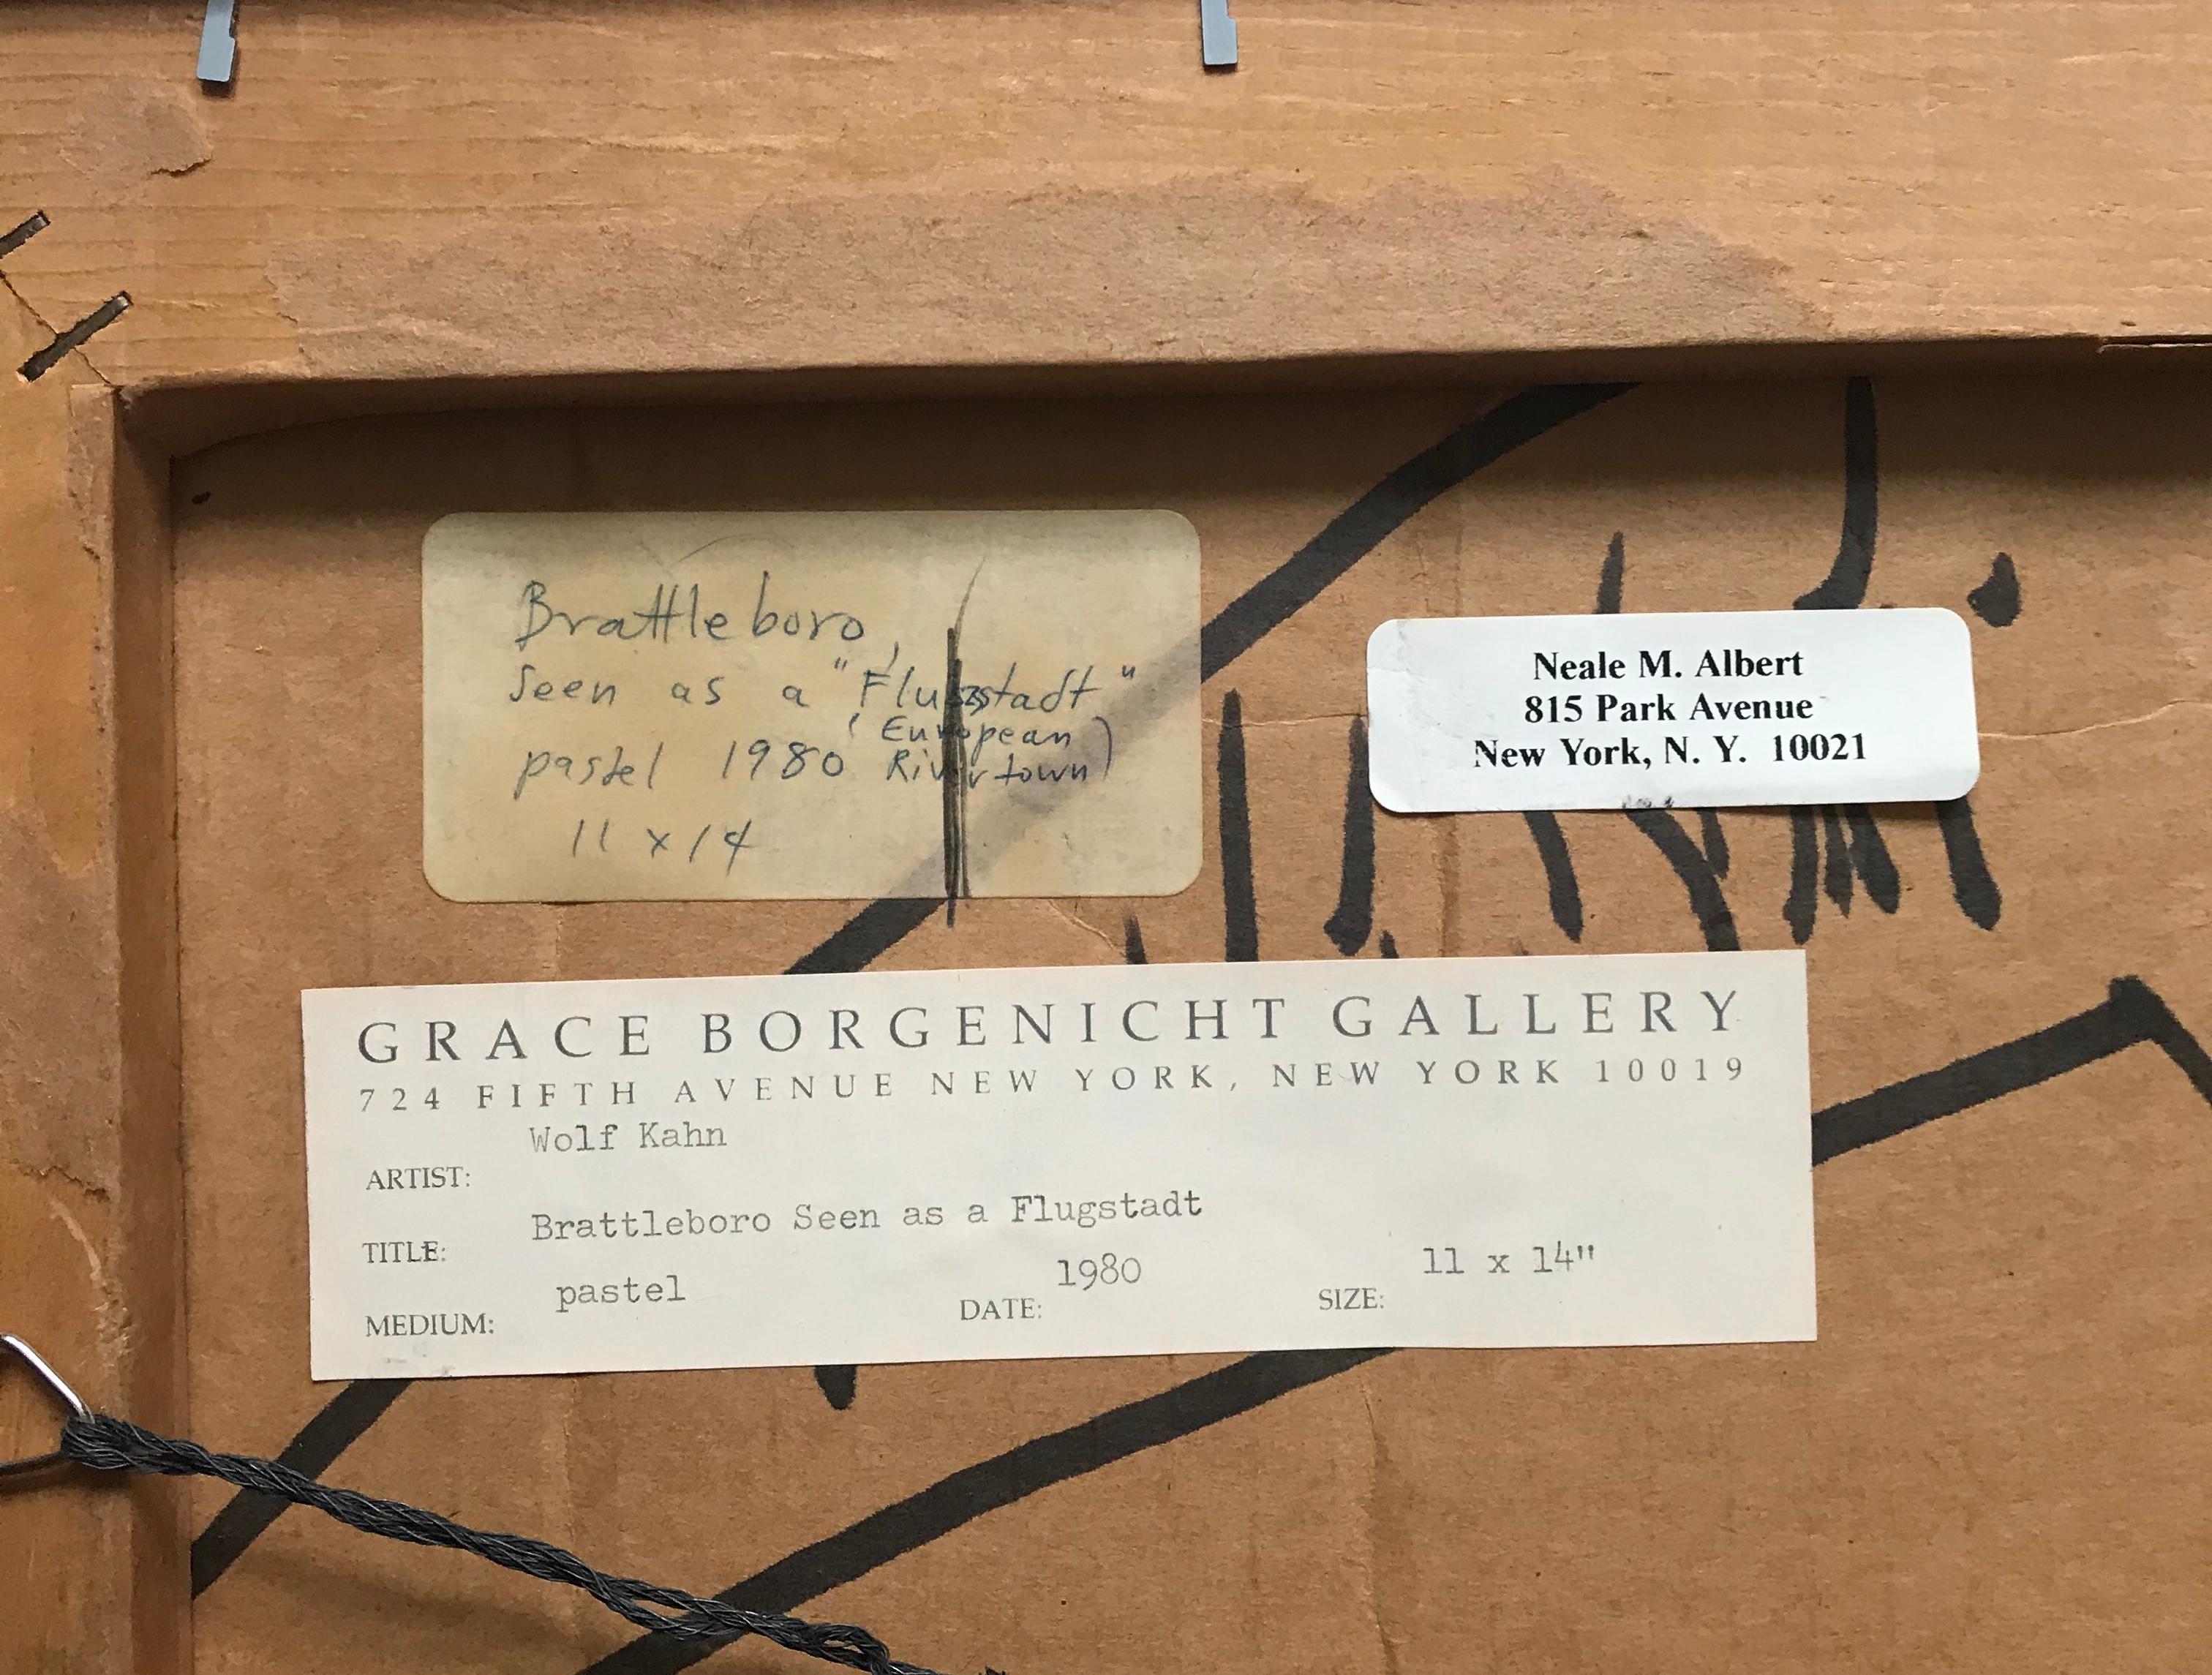 Brattleboro,
Seen as a "Flussstadt"
(European
pastel 1980 Rivertown)
11 x 14
Neale M. Albert
815 Park Avenue
New York, N. Y. 10021
GRACE BORGENICHT GALLERY
724 FIFTH AVENUE NEW YORK, NEW YORK 10019
Wolf Kahn
ARTIST:
Brattleboro Seen as a Flugstadt
TITLE:
pastel 1980 11 x 14"
MEDIUM: DATE: SIZE: